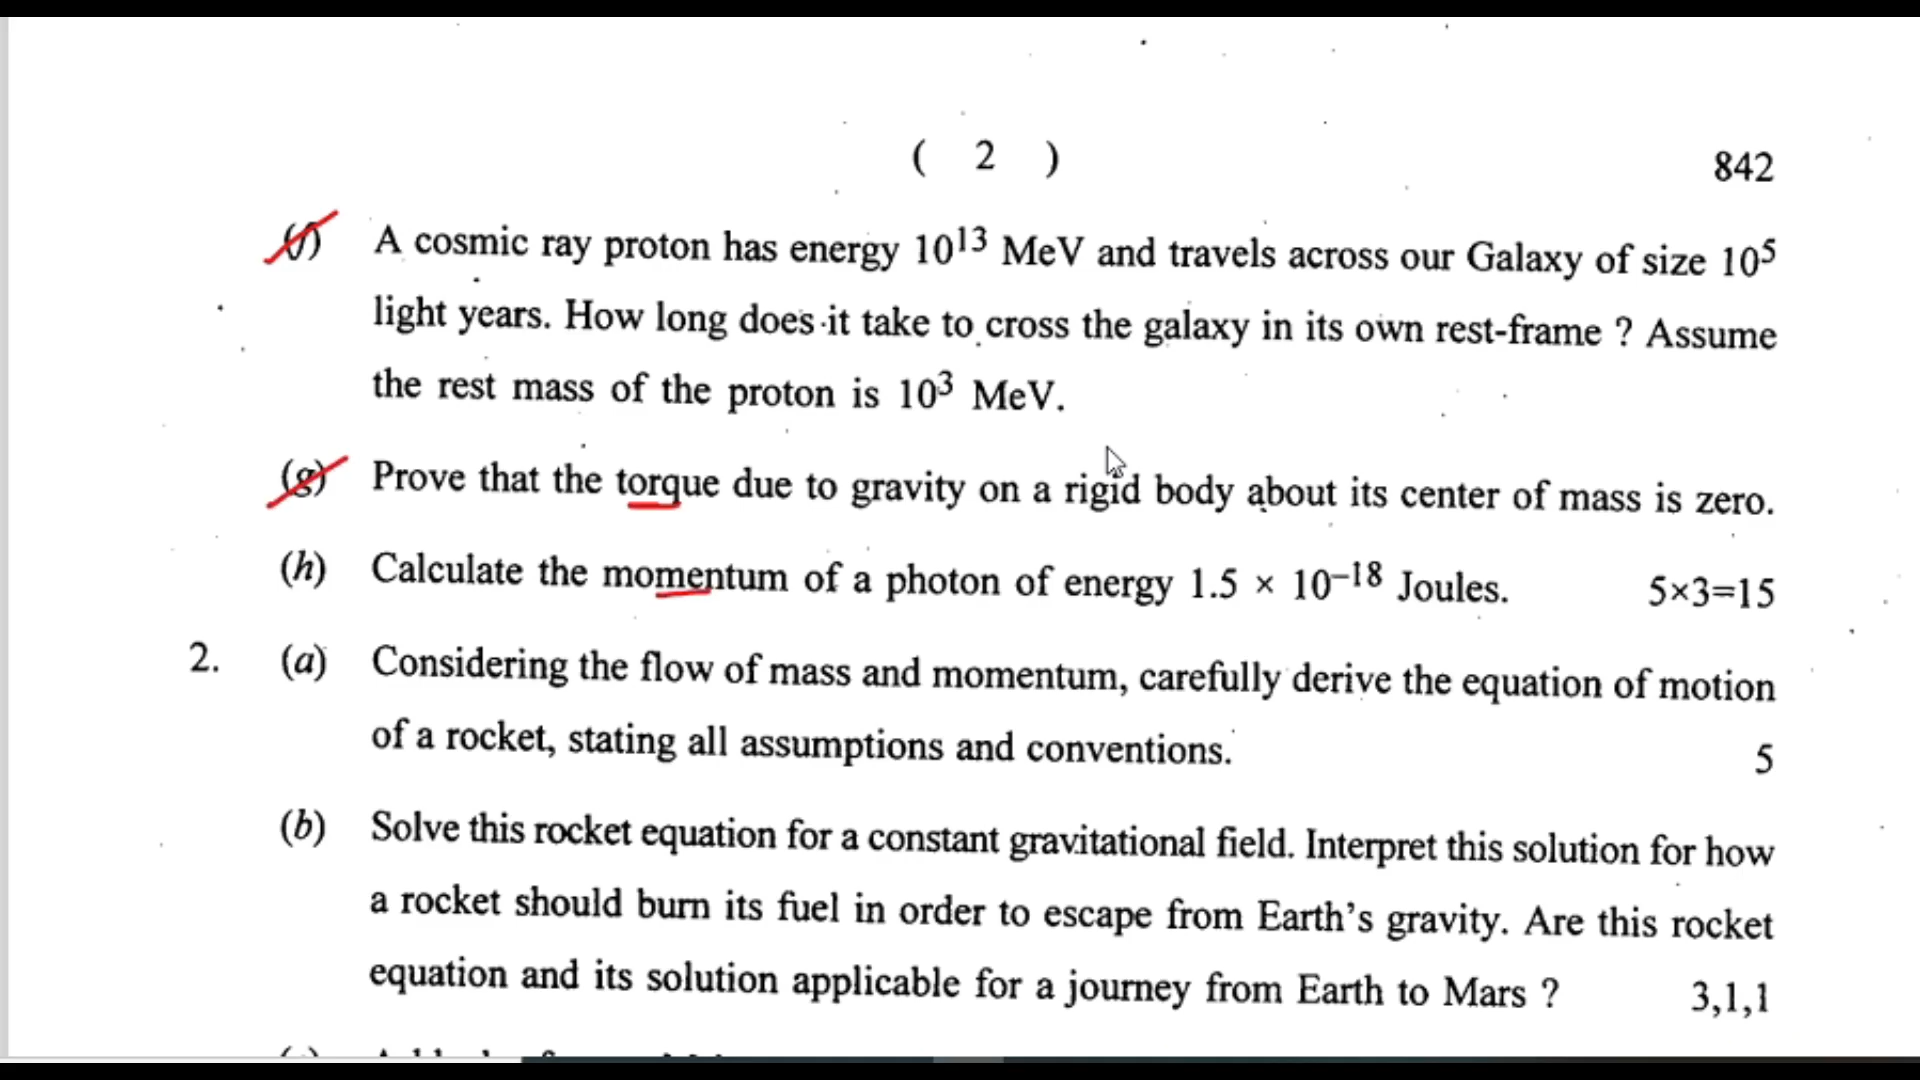 ( 2 )
842
(f) A cosmic ray proton has energy 10¹³ MeV and travels across our Galaxy of size 10⁵
light years. How long does it take to cross the galaxy in its own rest-frame ? Assume
the rest mass of the proton is 10³ MeV.
(g) Prove that the torque due to gravity on a rigid body about its center of mass is zero.
(h) Calculate the momentum of a photon of energy 1.5 × 10⁻¹⁸ Joules. 5×3=15
2. (a) Considering the flow of mass and momentum, carefully derive the equation of motion
of a rocket, stating all assumptions and conventions. 5
(b) Solve this rocket equation for a constant gravitational field. Interpret this solution for how
a rocket should burn its fuel in order to escape from Earth's gravity. Are this rocket
equation and its solution applicable for a journey from Earth to Mars ? 3,1,1